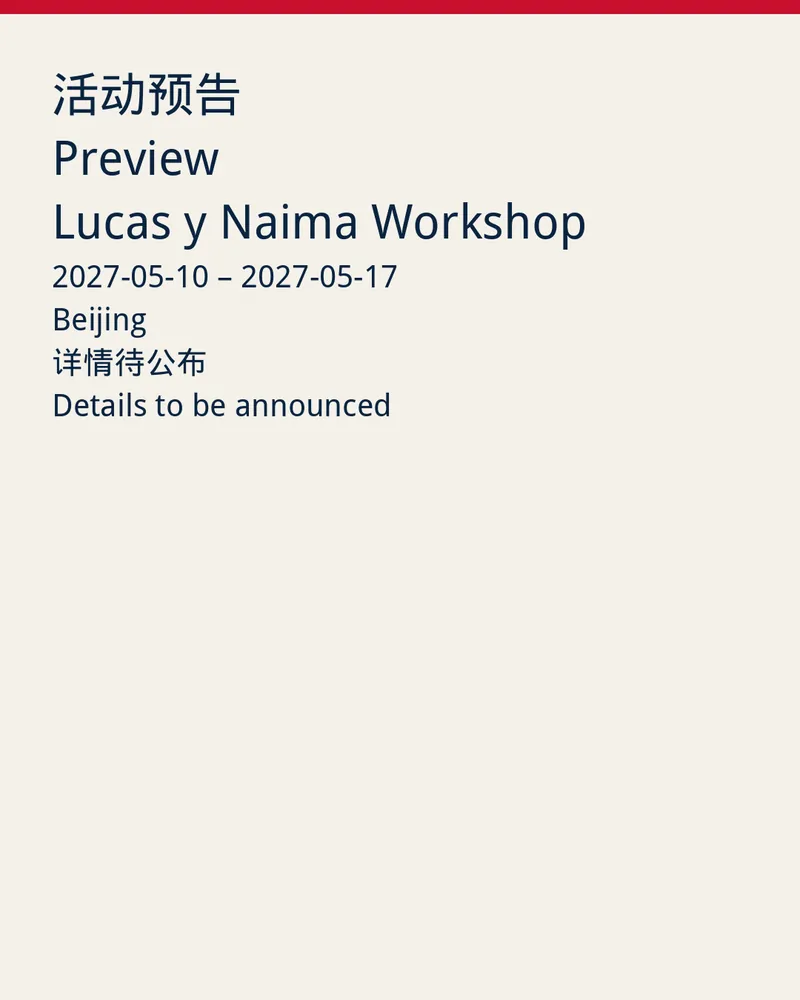 活动预告
Preview
Lucas y Naima Workshop
2027-05-10 – 2027-05-17
Beijing
详情待公布
Details to be announced